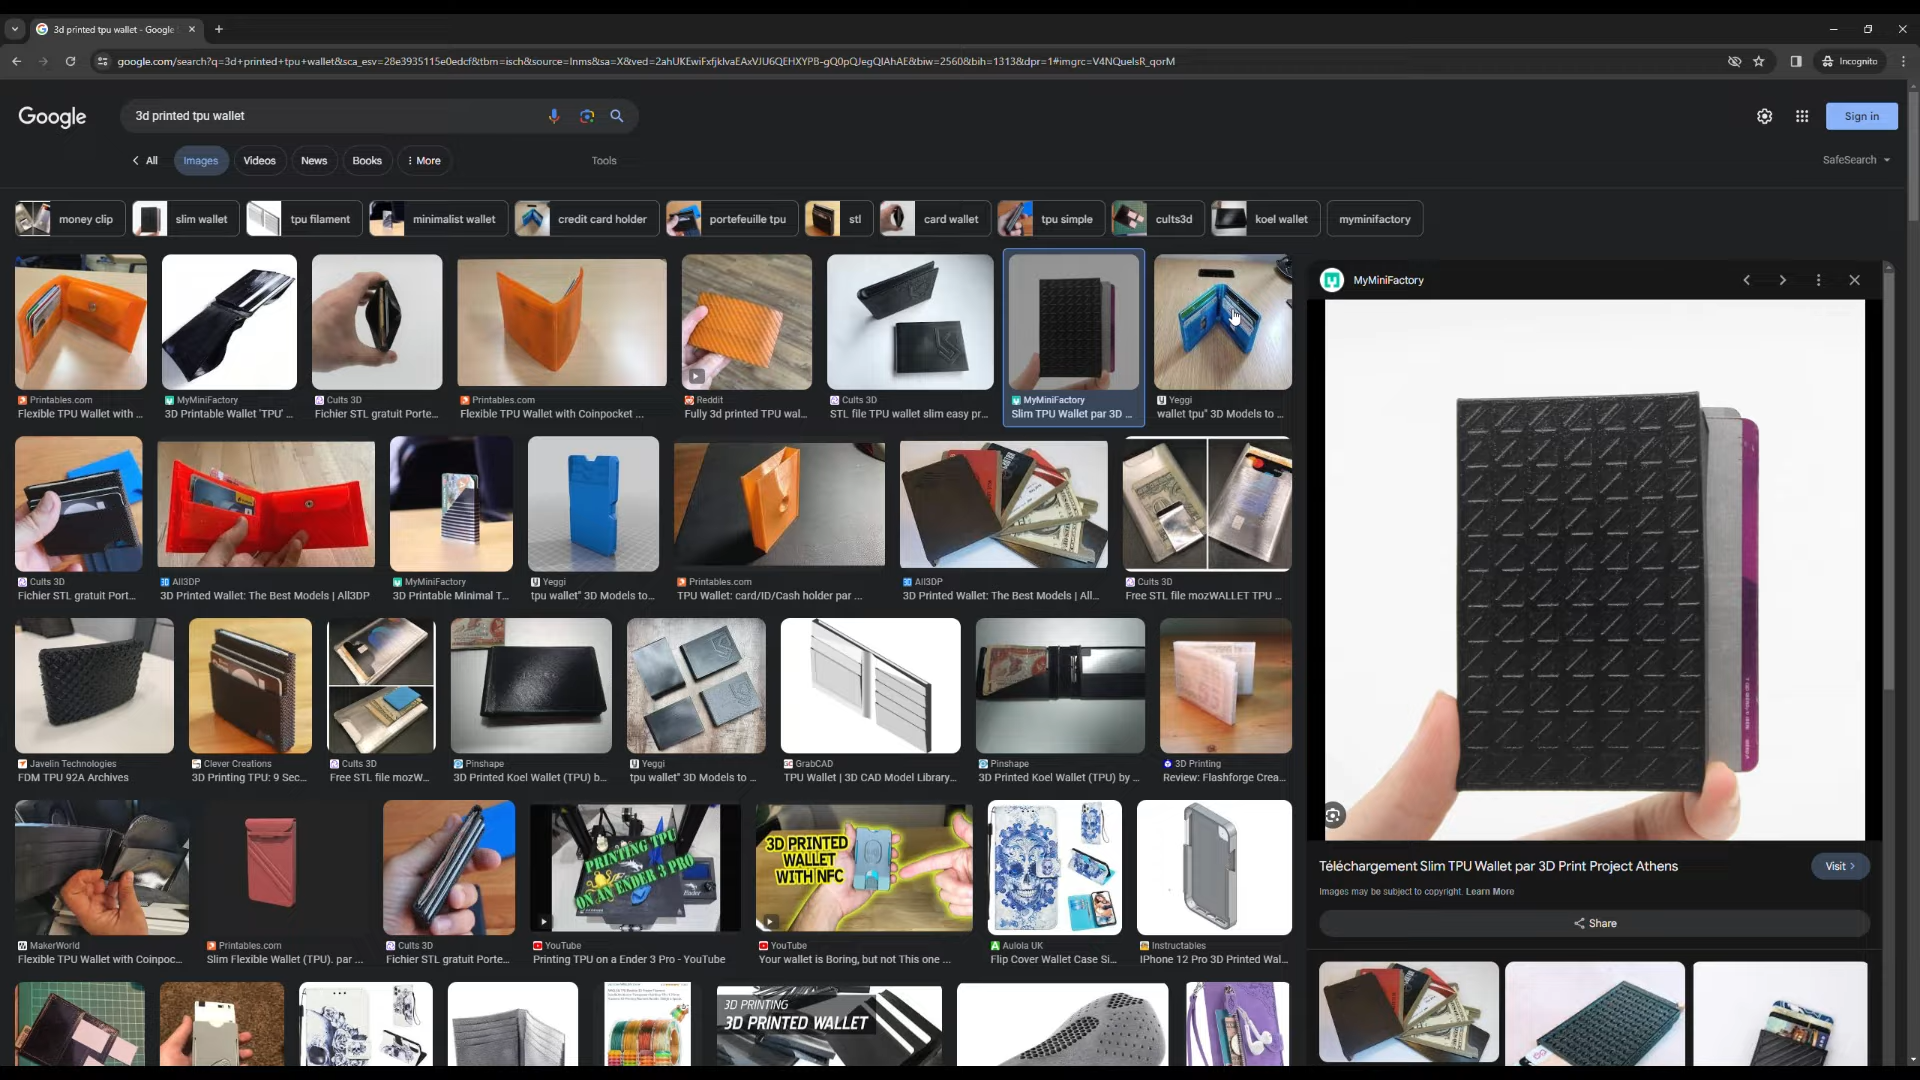 3d printed tpu wallet - Google
google.com/search?q=3d+printed+tpu+wallet&sca_esv=28e3935115e0edcf&tbm=isch&source=lnms&sa=X&ved=2ahUKEwiFxfjklvaEAxVJU6QEHXYPB-gQ0pQJegQIAhAE&biw=2560&bih=1313&dpr=1#imgrc=V4NQuelsR_qorM
Incognito
Google
3d printed tpu wallet
Sign in
All
Images
Videos
News
Books
More
Tools
SafeSearch
money clip
slim wallet
tpu filament
minimalist wallet
credit card holder
portefeuille tpu
stl
card wallet
tpu simple
cults3d
koel wallet
myminifactory
MyMiniFactory
Printables.com
Flexible TPU Wallet with ...
MyMiniFactory
3D Printable Wallet 'TPU' ...
Cults 3D
Fichier STL gratuit Porte...
Printables.com
Flexible TPU Wallet with Coinpocket ...
Reddit
Fully 3d printed TPU wal...
Cults 3D
STL file TPU wallet slim easy pr...
MyMiniFactory
Slim TPU Wallet par 3D ...
Yeggi
wallet tpu" 3D Models to ...
Cults 3D
Fichier STL gratuit Port...
All3DP
3D Printed Wallet: The Best Models | All3DP
MyMiniFactory
3D Printable Minimal T...
Yeggi
tpu wallet" 3D Models to...
Printables.com
TPU Wallet: card/ID/Cash holder par ...
All3DP
3D Printed Wallet: The Best Models | All...
Cults 3D
Free STL file mozWALLET TPU ...
Javelin Technologies
FDM TPU 92A Archives
Clever Creations
3D Printing TPU: 9 Sec...
Cults 3D
Free STL file mozW...
Pinshape
3D Printed Koel Wallet (TPU) b...
Yeggi
tpu wallet" 3D Models to ...
GrabCAD
TPU Wallet | 3D CAD Model Library...
Pinshape
3D Printed Koel Wallet (TPU) by ...
3D Printing
Review: Flashforge Crea...
PRINTING TPU
ON AN ENDER 3 PRO
3D PRINTED
WALLET
WITH NFC
MakerWorld
Flexible TPU Wallet with Coinpoc...
Printables.com
Slim Flexible Wallet (TPU). par ...
Cults 3D
Fichier STL gratuit Porte...
YouTube
Printing TPU on a Ender 3 Pro - YouTube
YouTube
Your wallet is Boring, but not This one ...
Aulola UK
Flip Cover Wallet Case Si...
Instructables
IPhone 12 Pro 3D Printed Wal...
Téléchargement Slim TPU Wallet par 3D Print Project Athens
Visit
Images may be subject to copyright. Learn More
Share
3D PRINTING
3D PRINTED WALLET